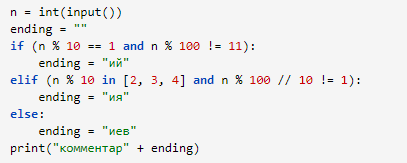 n = int(input())
ending = ""
if (n % 10 == 1 and n % 100 != 11):
    ending = "ий"
elif (n % 10 in [2, 3, 4] and n % 100 // 10 != 1):
    ending = "ия"
else:
    ending = "иев"
print("комментар" + ending)